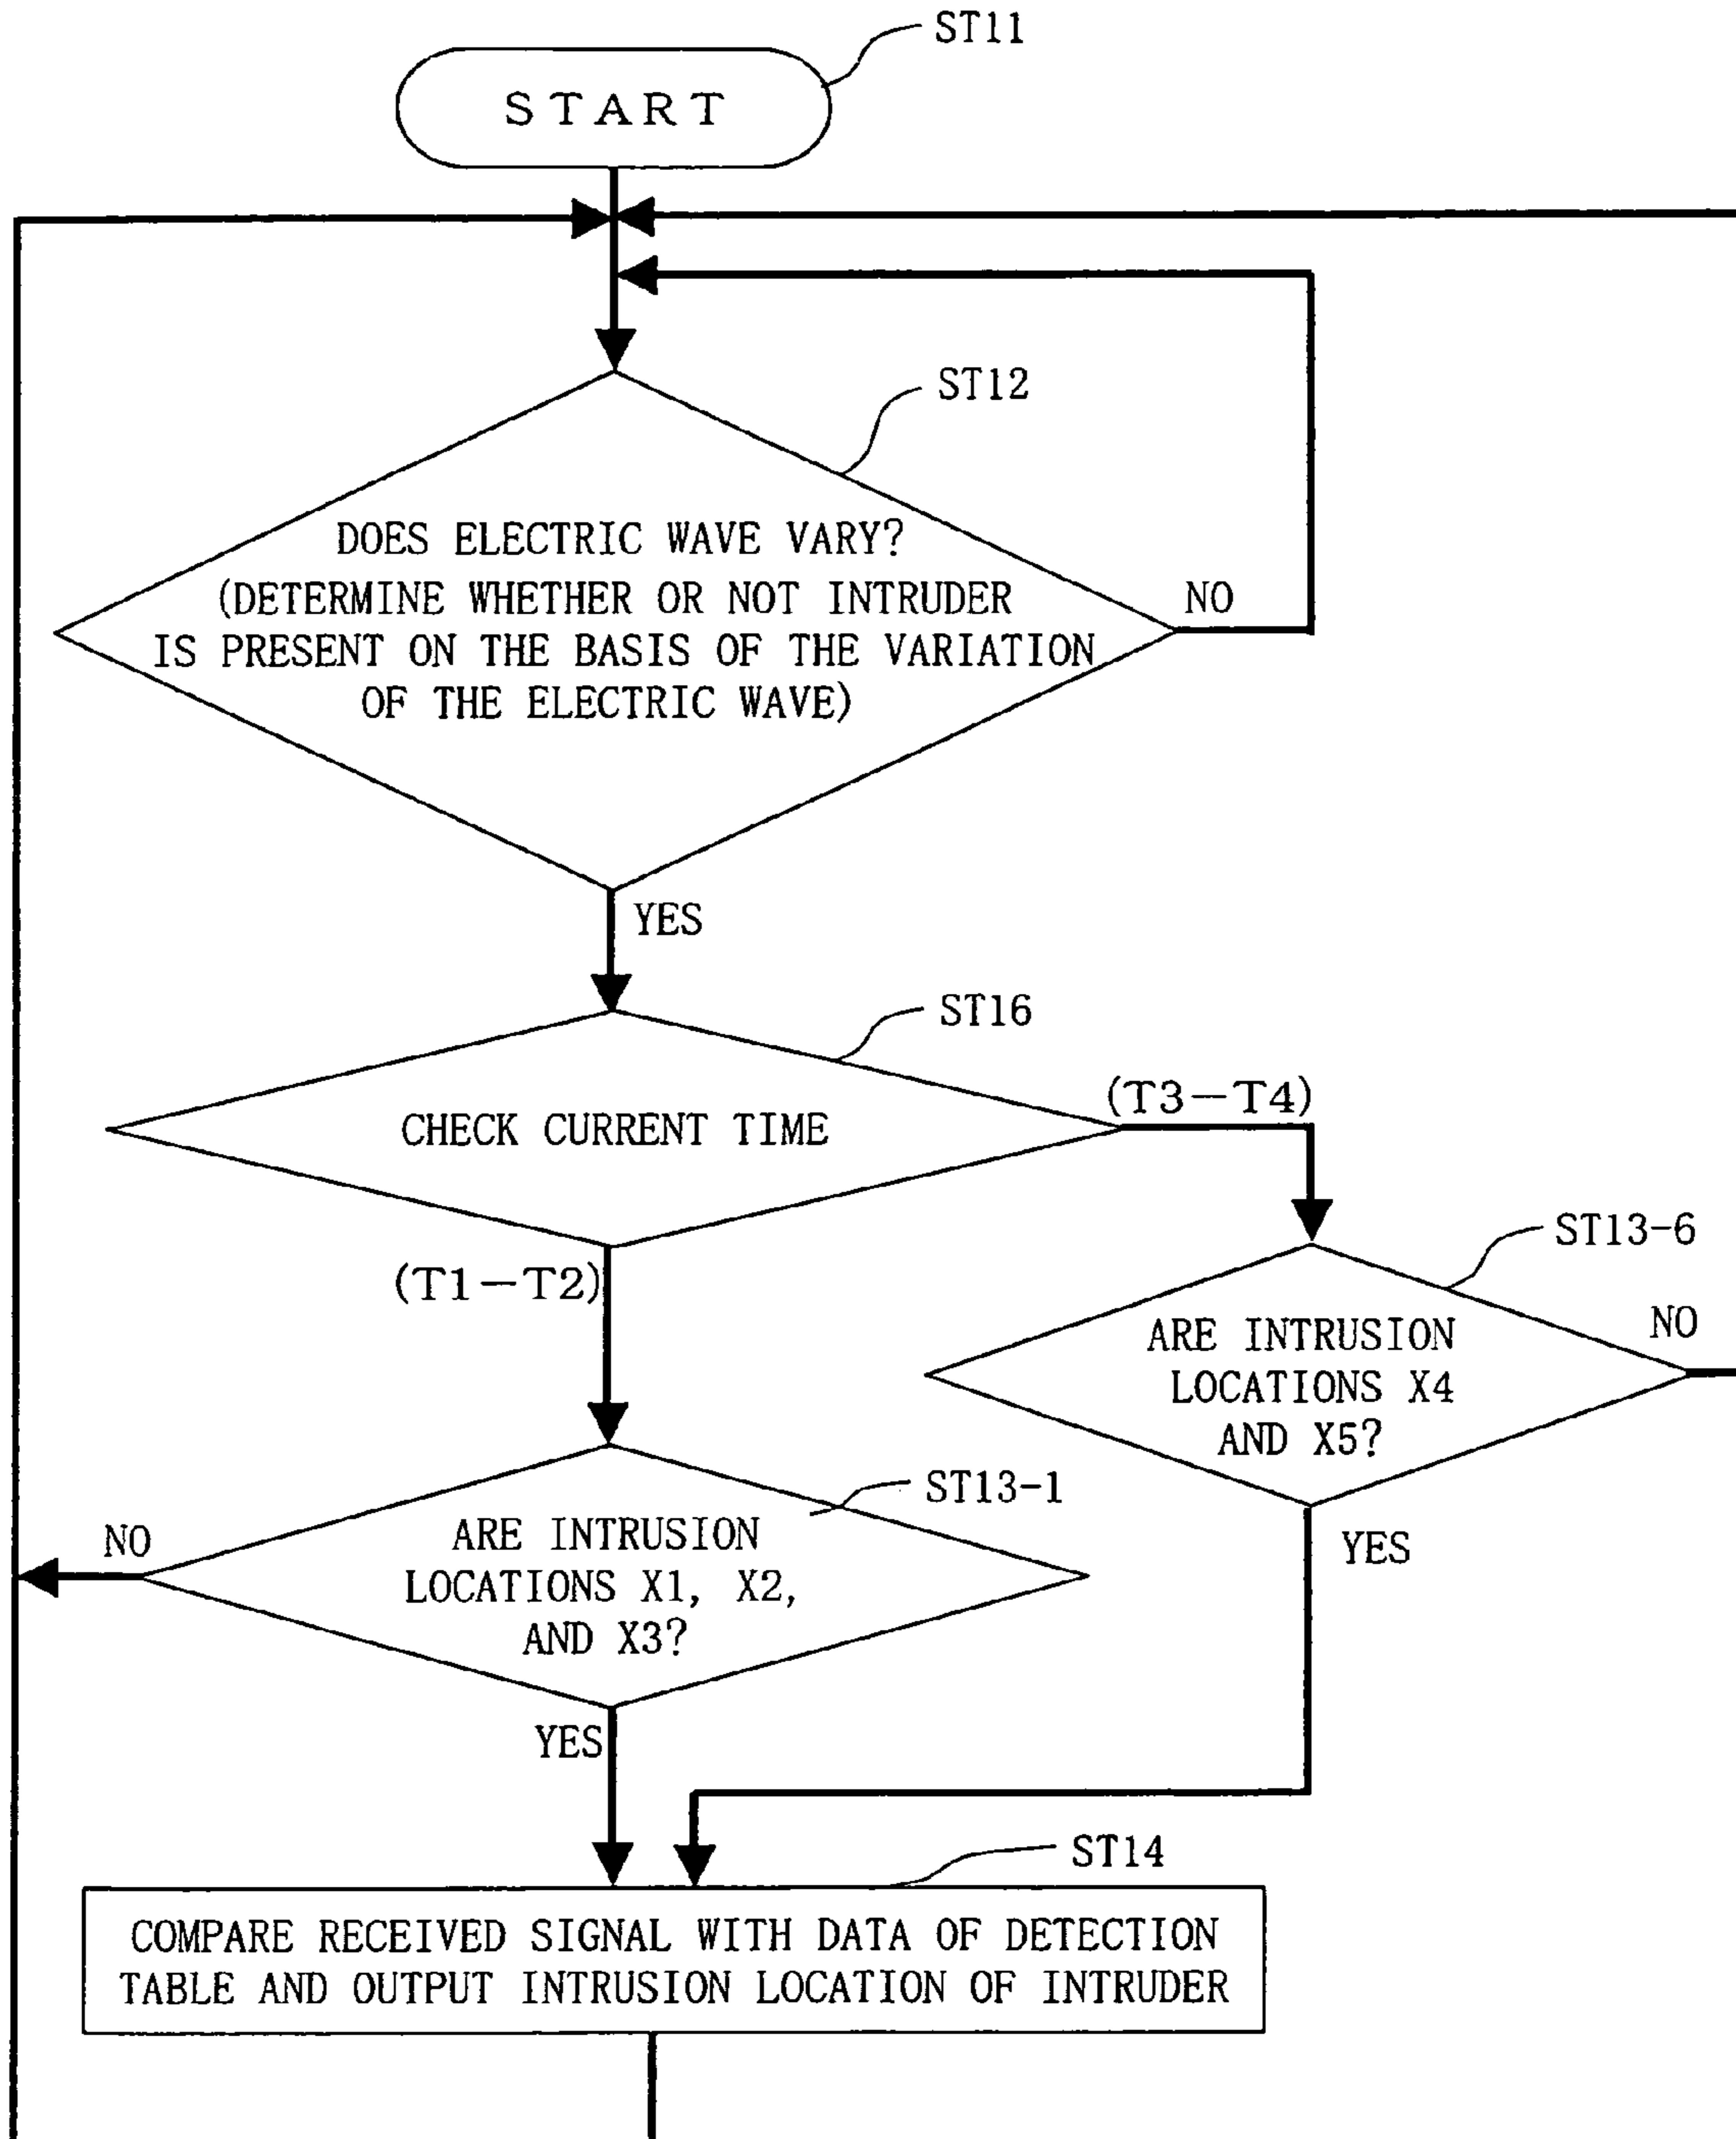 ST11
START
ST12
DOES ELECTRIC WAVE VARY?
(DETERMINE WHETHER OR NOT INTRUDER
IS PRESENT ON THE BASIS OF THE VARIATION
OF THE ELECTRIC WAVE)
NO
YES
ST16
CHECK CURRENT TIME
(T3-T4)
(T1-T2)
ST13-6
ARE INTRUSION
LOCATIONS X4
AND X5?
NO
YES
ST13-1
ARE INTRUSION
LOCATIONS X1, X2,
AND X3?
NO
YES
ST14
COMPARE RECEIVED SIGNAL WITH DATA OF DETECTION
TABLE AND OUTPUT INTRUSION LOCATION OF INTRUDER